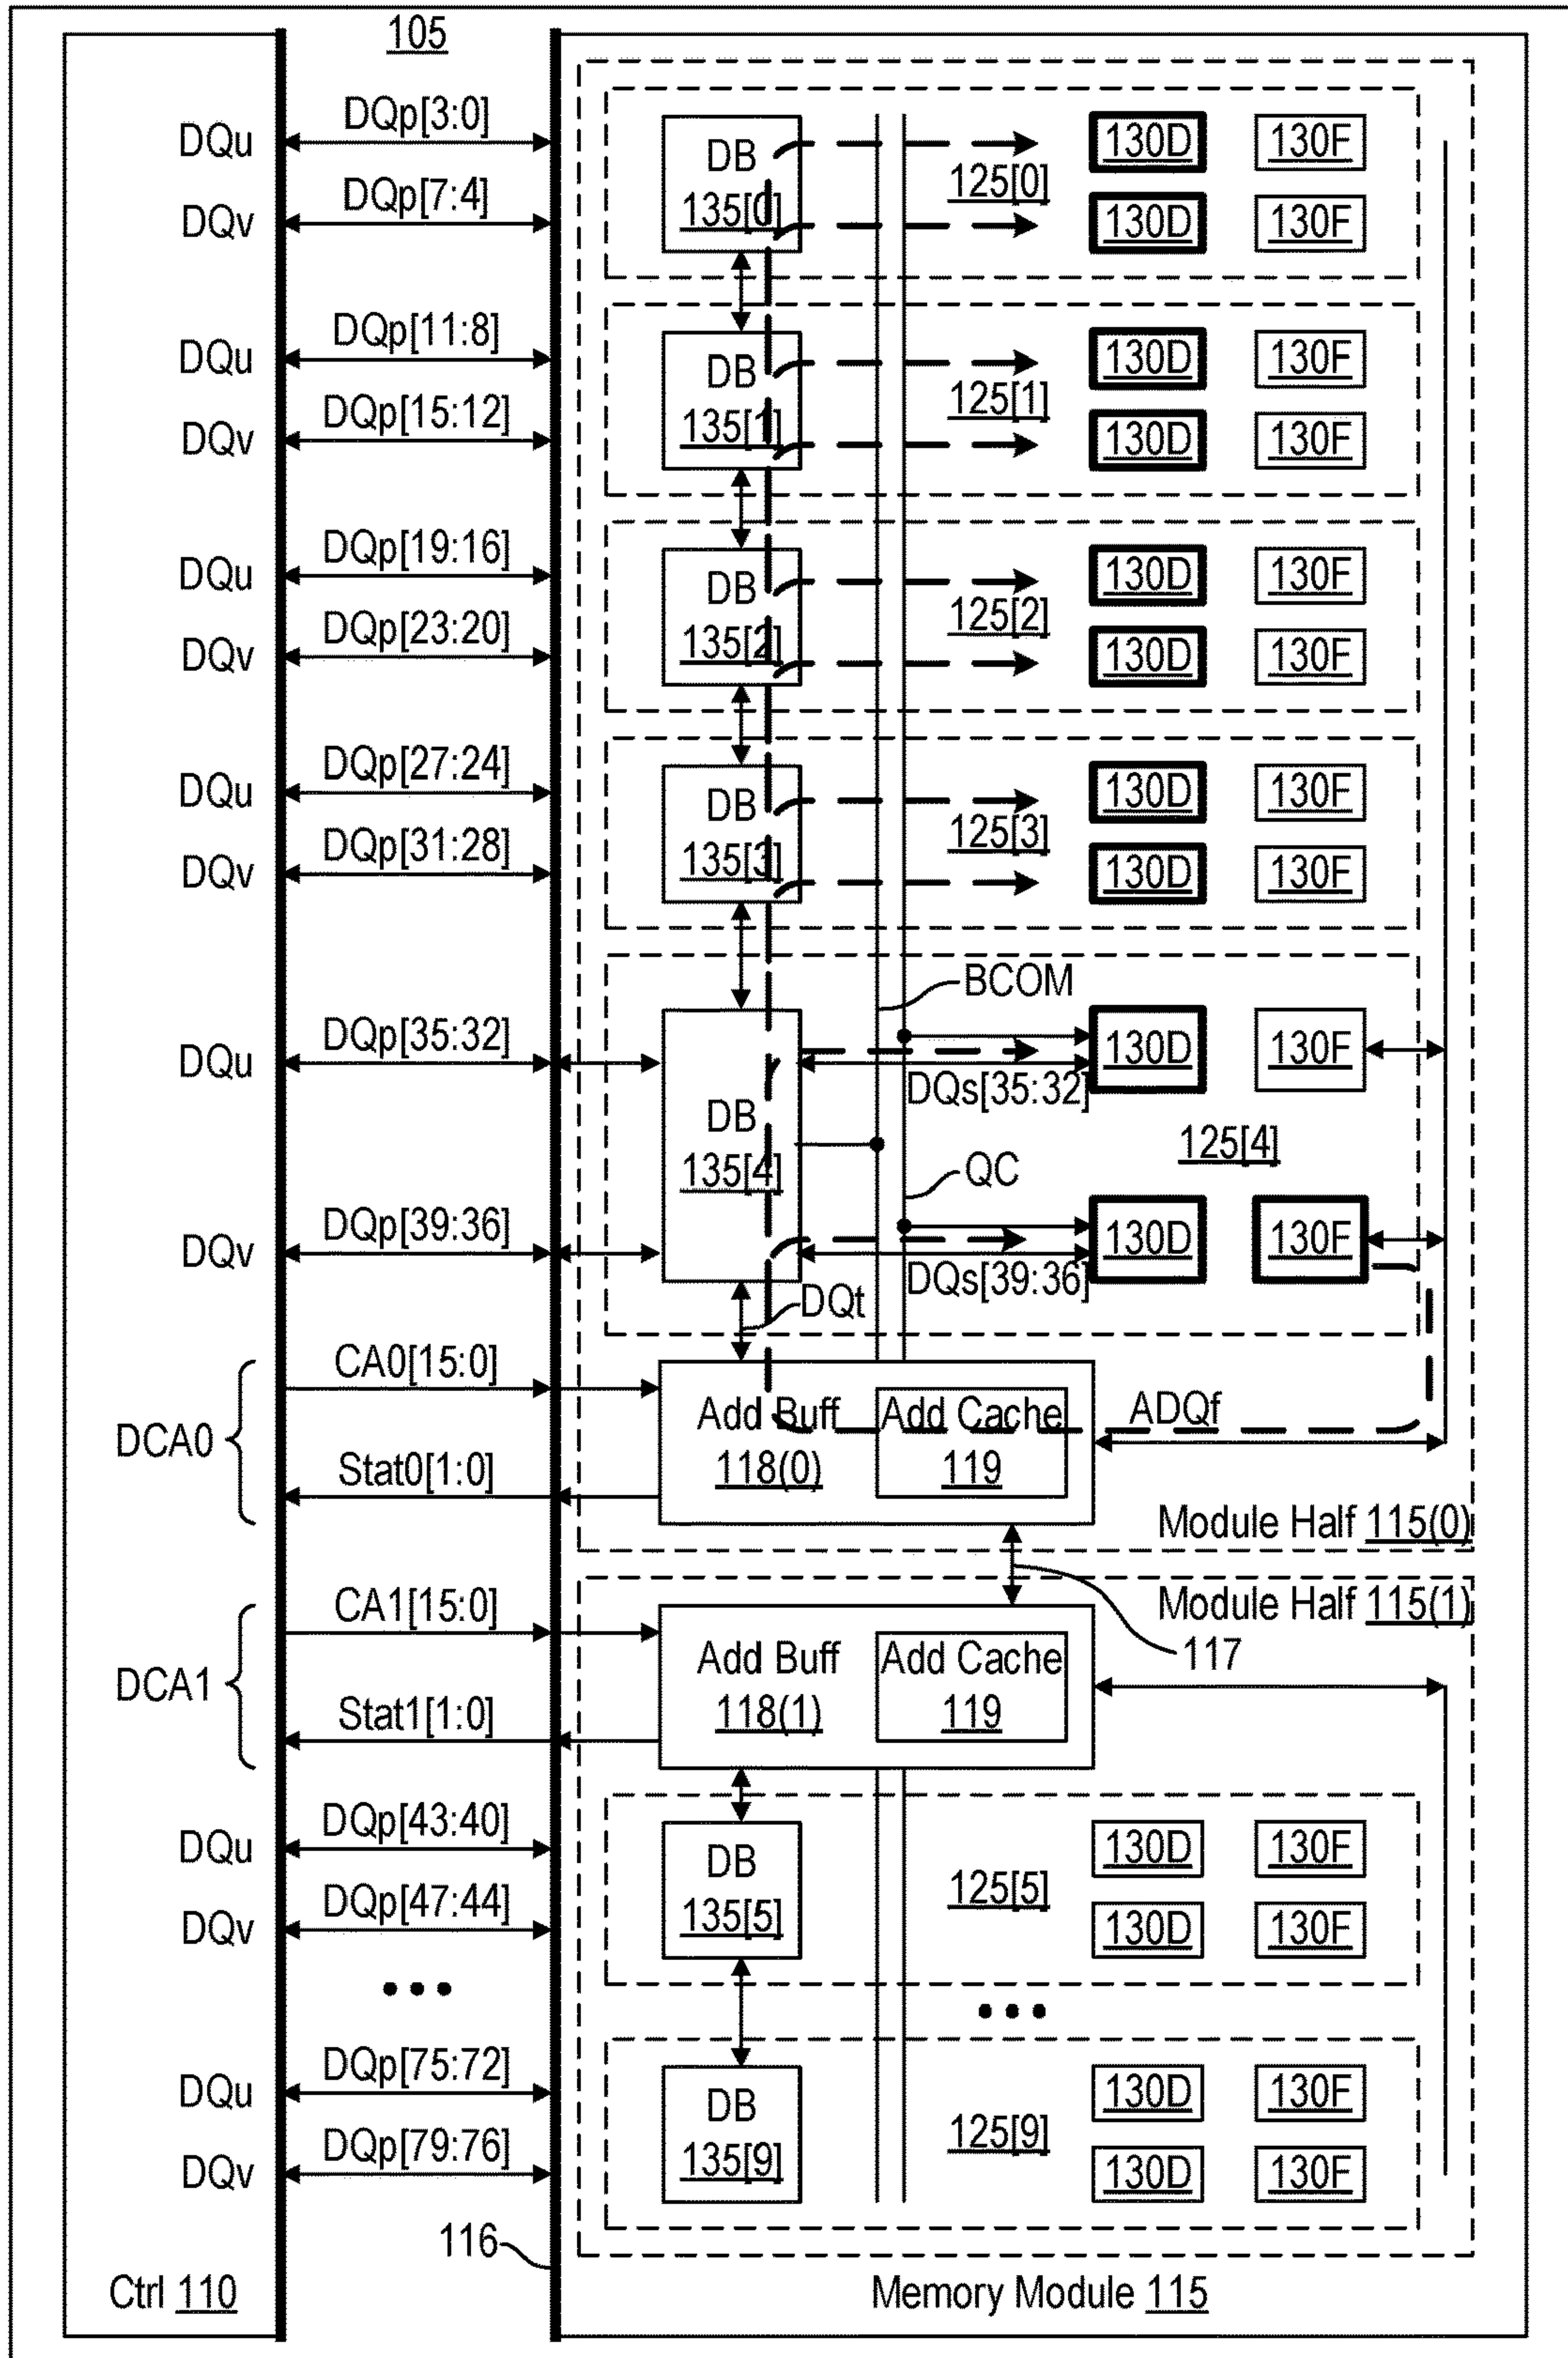 105
DQu
DQp[3:0]
DB
135[0]
125[0]
130D
130F
DQv
DQp[7:4]
130D
130F
DQu
DQp[11:8]
DB
135[1]
125[1]
130D
130F
DQv
DQp[15:12]
130D
130F
DQu
DQp[19:16]
DB
135[2]
125[2]
130D
130F
DQv
DQp[23:20]
130D
130F
DQu
DQp[27:24]
DB
135[3]
125[3]
130D
130F
DQv
DQp[31:28]
130D
130F
BCOM
DQu
DQp[35:32]
130D
130F
DQs[35:32]
DB
135[4]
125[4]
QC
DQv
DQp[39:36]
130D
130F
DQs[39:36]
DQt
DCA0
CA0[15:0]
Stat0[1:0]
Add Buff
118(0)
Add Cache
119
ADQf
Module Half 115(0)
Module Half 115(1)
117
DCA1
CA1[15:0]
Stat1[1:0]
Add Buff
118(1)
Add Cache
119
DQu
DQp[43:40]
DB
135[5]
125[5]
130D
130F
DQv
DQp[47:44]
130D
130F
•••
•••
DQu
DQp[75:72]
DB
135[9]
125[9]
130D
130F
DQv
DQp[79:76]
130D
130F
116
Ctrl 110
Memory Module 115